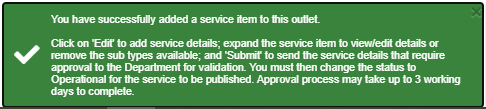 You have successfully added a service item to this outlet.
Click on 'Edit' to add service details; expand the service item to view/edit details or
remove the sub types available; and 'Submit' to send the service details that require
approval to the Department for validation. You must then change the status to
Operational for the service to be published. Approval process may take up to 3 working
days to complete.